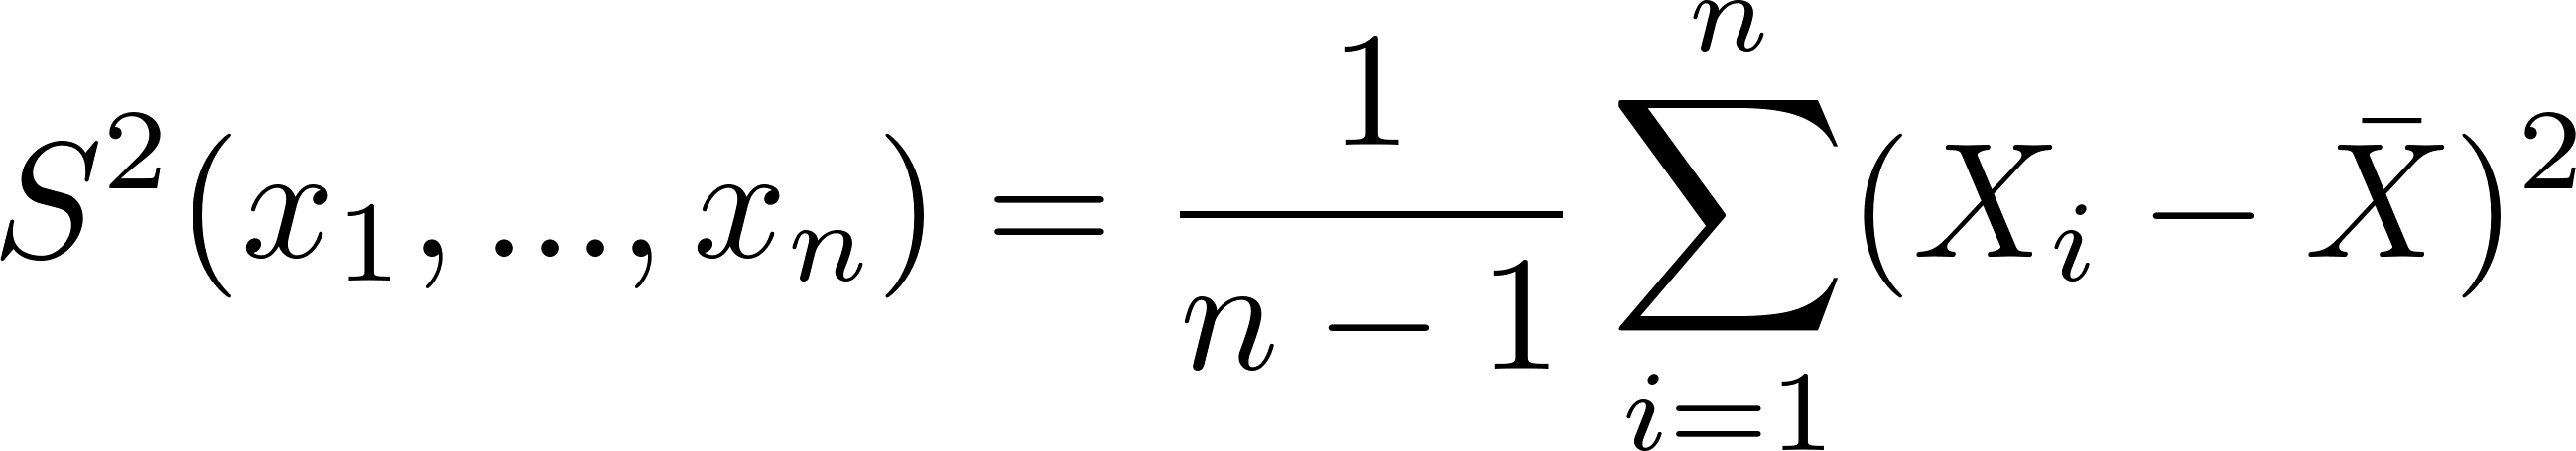 S^2(x_1, ..., x_n) = \frac{1}{n-1} \sum_{i=1}^{n} (X_i - \bar{X})^2